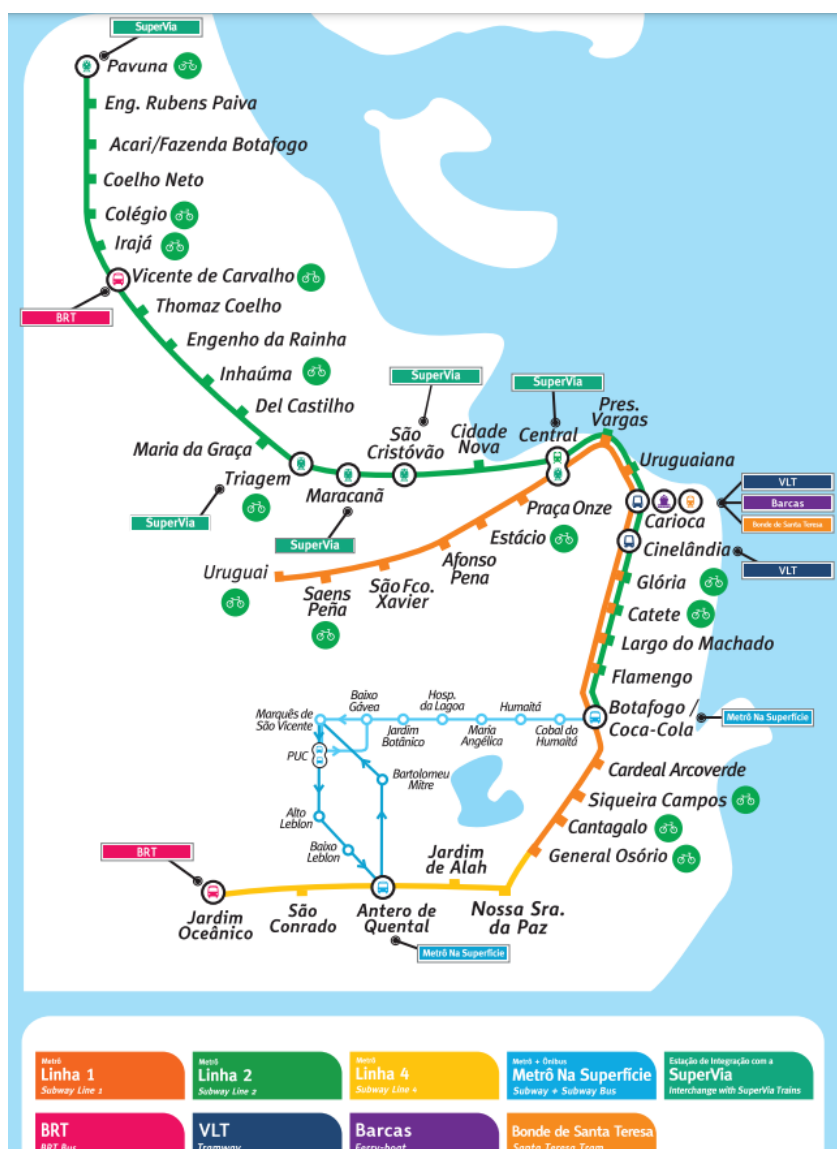 SuperVia
Pavuna
Eng. Rubens Paiva
Acari/Fazenda Botafogo
Coelho Neto
Colégio
Irajá
Vicente de Carvalho
BRT
Thomaz Coelho
Engenho da Rainha
Inhaúma
Del Castilho
Maria da Graça
Triagem
SuperVia
Maracanã
SuperVia
SuperVia
São
Cristóvão
Cidade
Nova
SuperVia
Central
Pres.
Vargas
Uruguaiana
VLT
Barcas
Bonde de Santa Teresa
Carioca
Cinelândia
VLT
Praça Onze
Estácio
Afonso
Pena
São Fco.
Xavier
Saens
Peña
Uruguai
Glória
Catete
Largo do Machado
Flamengo
Botafogo /
Coca-Cola
Metrô Na Superfície
Marquês de
São Vicente
Baixo
Gávea
Jardim
Botânico
Hosp.
da Lagoa
Maria
Angélica
Humaitá
Cobal do
Humaitá
PUC
Bartolomeu
Mitre
Alto
Leblon
Baixo
Leblon
Cardeal Arcoverde
Siqueira Campos
Cantagalo
General Osório
BRT
Jardim
Oceânico
São
Conrado
Antero de
Quental
Metrô Na Superfície
Jardim
de Alah
Nossa Sra.
da Paz
Metrô
Linha 1
Subway Line 1
Metrô
Linha 2
Subway Line 2
Metrô
Linha 4
Subway Line 4
Metrô + Ônibus
Metrô Na Superfície
Subway + Subway Bus
Estação de Integração com a
SuperVia
Interchange with SuperVia Trains
BRT
BRT Bus
VLT
Tramway
Barcas
Ferry-boat
Bonde de Santa Teresa
Santa Teresa Tram